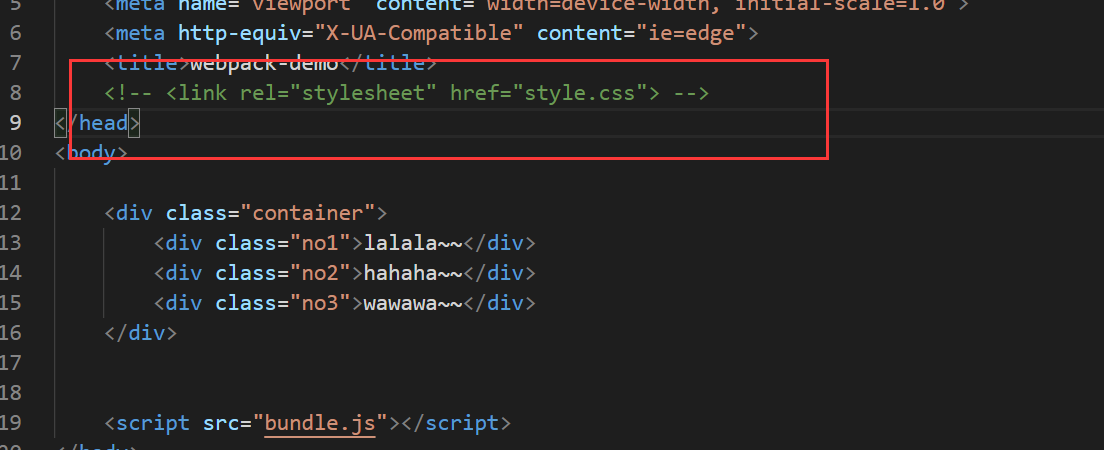 5 <meta name="viewport" content="width=device-width, initial-scale=1.0">
6 <meta http-equiv="X-UA-Compatible" content="ie=edge">
7 <title>webpack-demo</title>
8 <!-- <link rel="stylesheet" href="style.css"> -->
9 </head>
10 <body>
11
12 <div class="container">
13 <div class="no1">lalala~~</div>
14 <div class="no2">hahaha~~</div>
15 <div class="no3">wawawa~~</div>
16 </div>
17
18
19 <script src="bundle.js"></script>
20 </body>